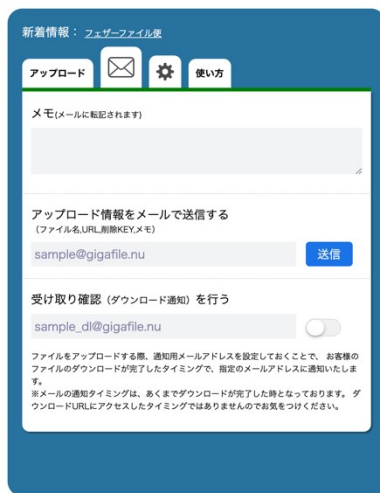 新着情報： フェザーファイル便
アップロード
使い方
メモ(メールに転記されます)
アップロード情報をメールで送信する
（ファイル名,URL,削除KEY,メモ）
sample@gigafile.nu
送信
受け取り確認（ダウンロード通知）を行う
sample_dl@gigafile.nu
ファイルをアップロードする際、通知用メールアドレスを設定しておくことで、 お客様の
ファイルのダウンロードが完了したタイミングで、指定のメールアドレスに通知いたしま
す。
※メールの通知タイミングは、あくまでダウンロードが完了した時となっております。 ダ
ウンロードURLにアクセスしたタイミングではありませんのでお気をつけください。